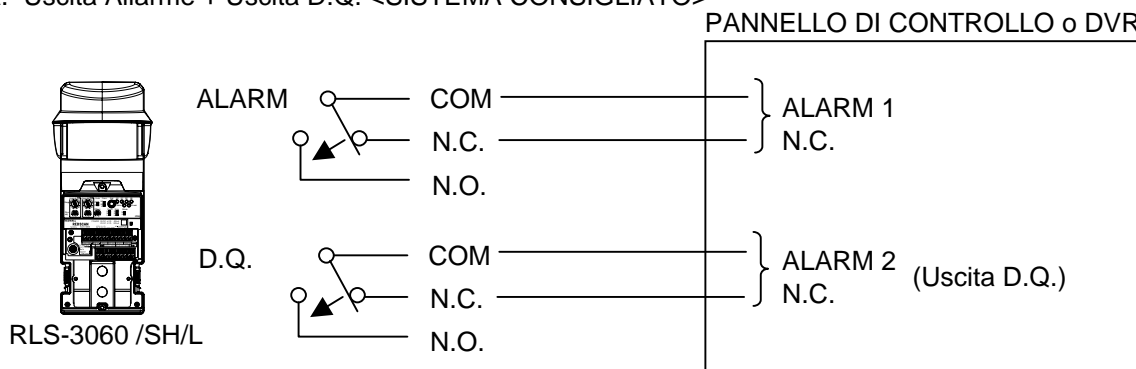 Uscita Allarme + Uscita D.Q. <SISTEMA CONSIGLIATO>
PANNELLO DI CONTROLLO o DVR
ALARM
COM
N.C.
N.O.
ALARM 1
N.C.
D.Q.
COM
N.C.
N.O.
ALARM 2
N.C.
(Uscita D.Q.)
RLS-3060 /SH/L